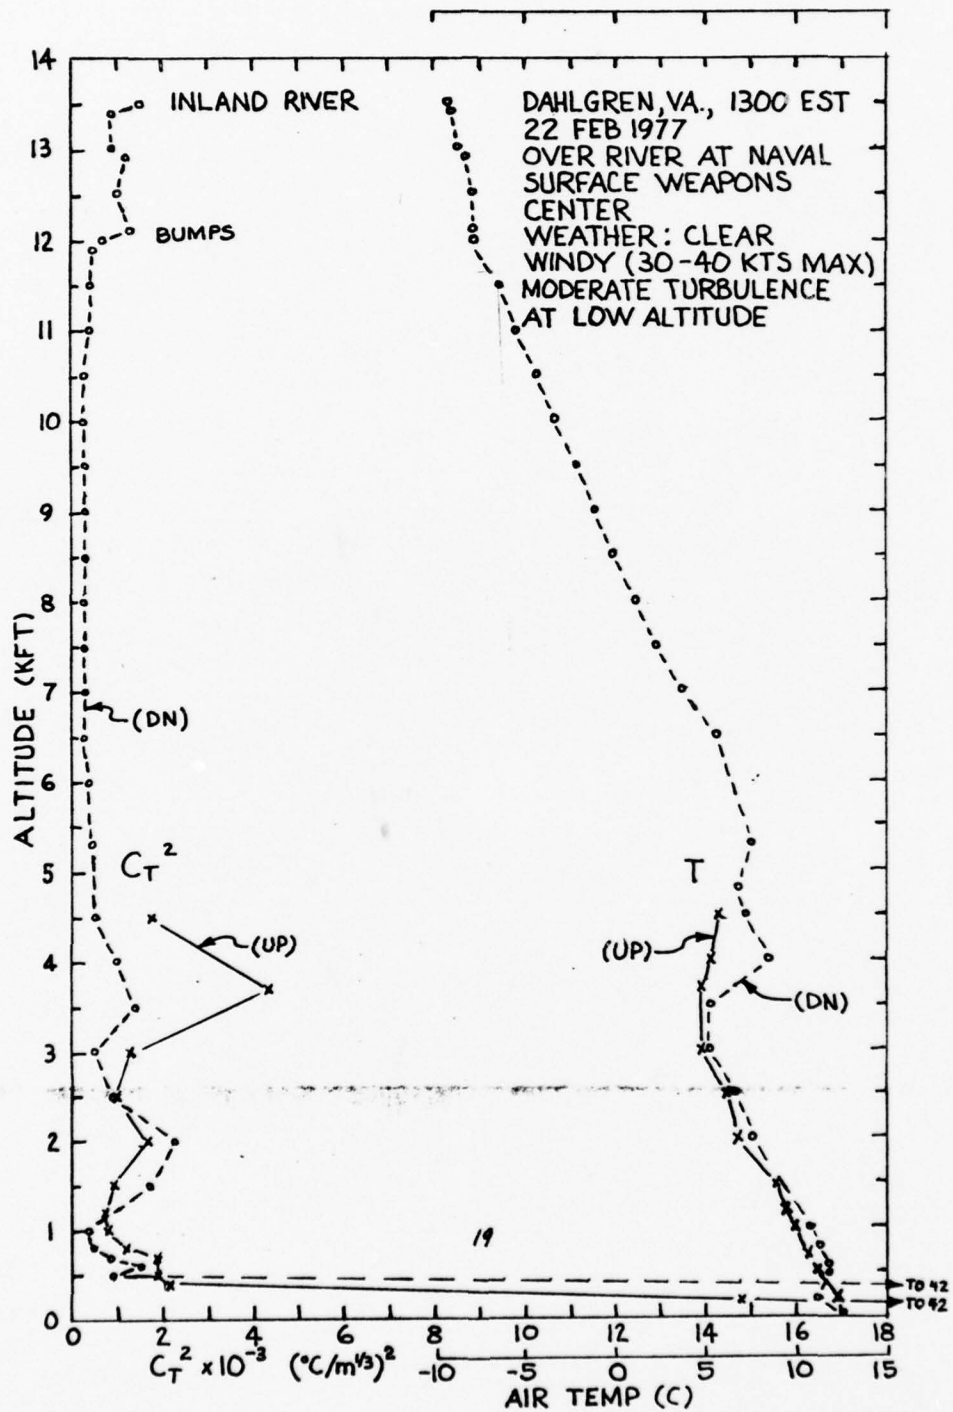 14
INLAND RIVER
DAHLGREN, VA., 1300 EST
22 FEB 1977
13
OVER RIVER AT NAVAL
SURFACE WEAPONS
CENTER
BUMPS
12
WEATHER: CLEAR
WINDY (30-40 KTS MAX)
MODERATE TURBULENCE
11
AT LOW ALTITUDE
10
9
8
ALTITUDE (KFT)
7
(DN)
6
5
C_T²
T
(UP)
(UP)
4
(DN)
3
2
1
19
TO 42
TO 42
0
0 2 4 6 8 10 12 14 16 18
C_T² x10⁻³ (°C/m^1/3)²
-10 -5 0 5 10 15
AIR TEMP (C)